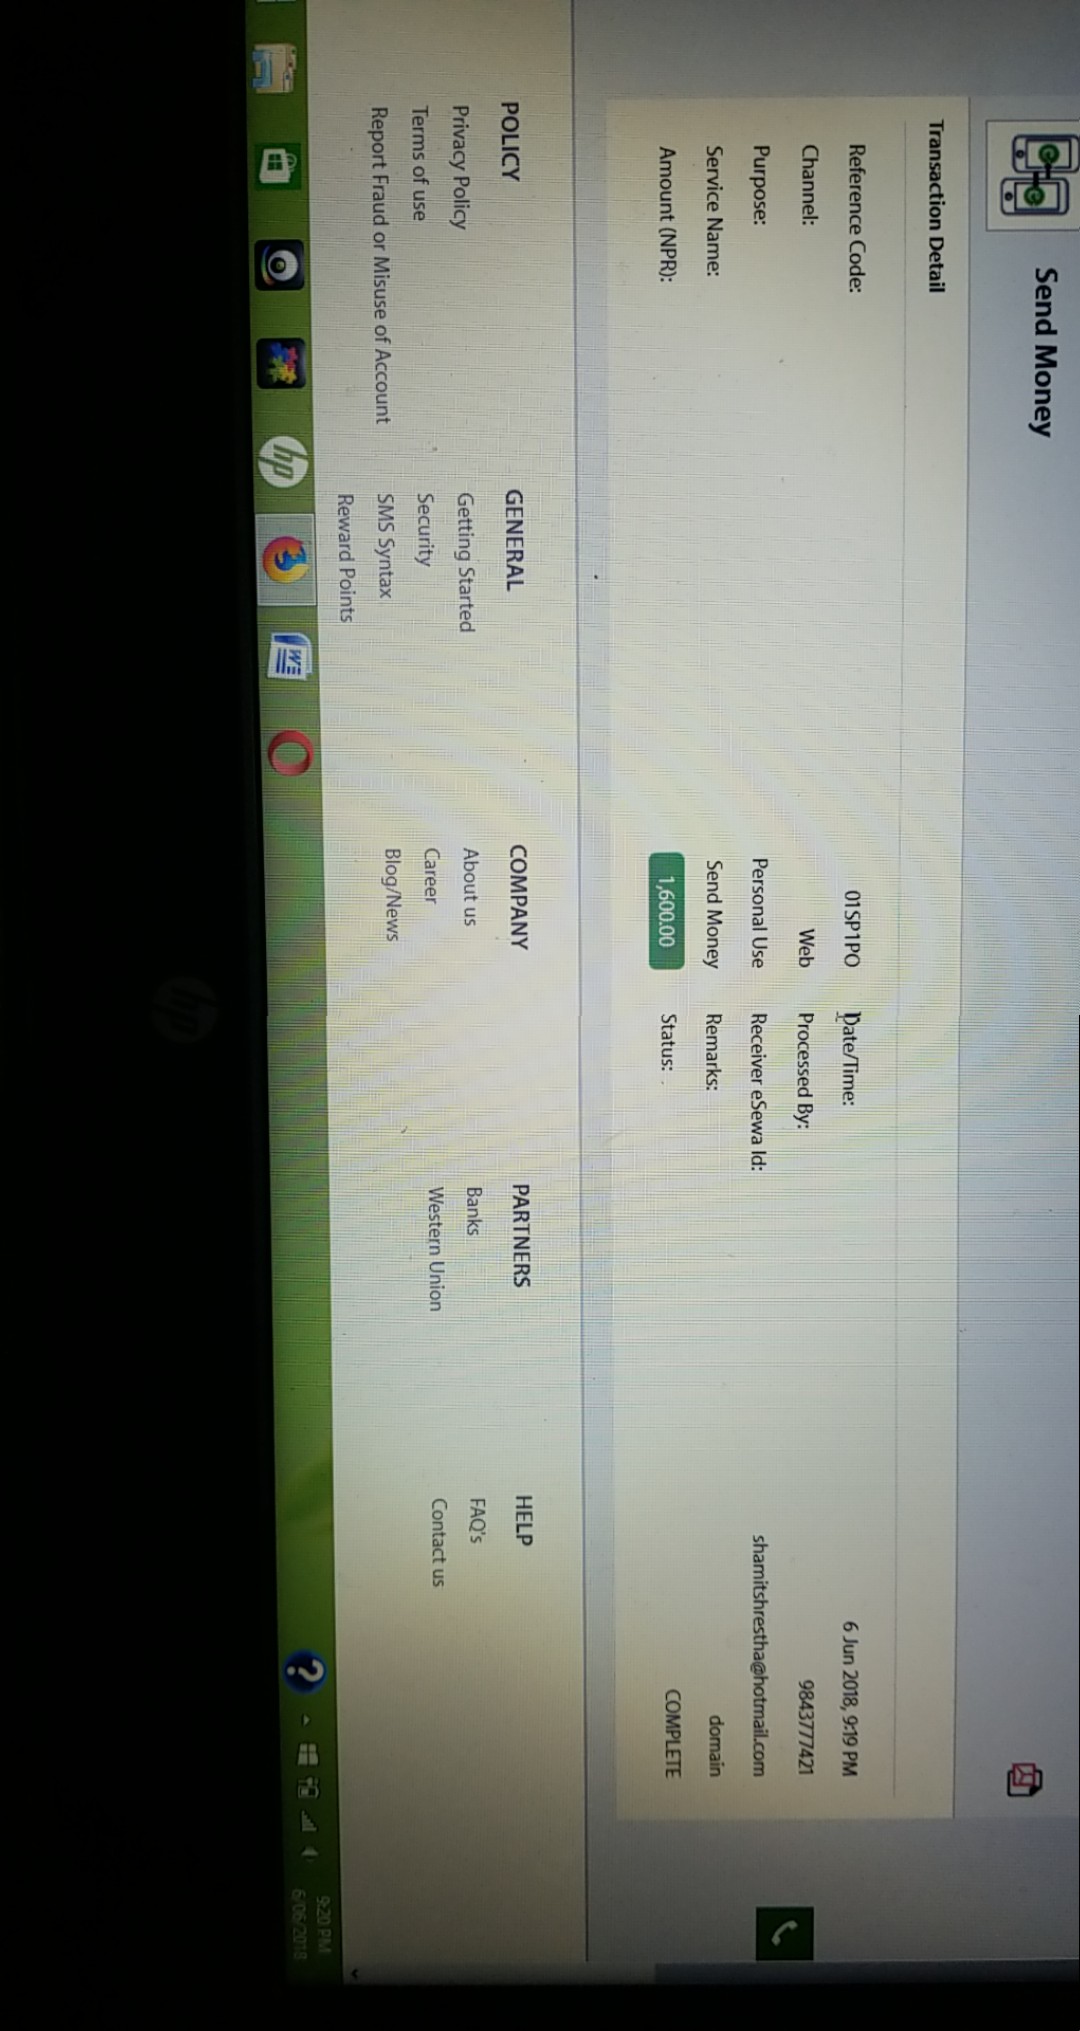 Send Money
Transaction Detail
Reference Code: 01SP1PO Date/Time: 6 Jun 2018, 9:19 PM
Channel: Web Processed By: 9843777421
Purpose: Personal Use Receiver eSewa Id: shamitshrestha@hotmail.com
Service Name: Send Money Remarks: domain
Amount (NPR): 1,600.00 Status: COMPLETE
POLICY GENERAL COMPANY PARTNERS HELP
Privacy Policy Getting Started About us Banks FAQ's
Terms of use Security Career Western Union Contact us
Report Fraud or Misuse of Account SMS Syntax Blog/News
Reward Points
9:20 PM
6/06/2018
hp